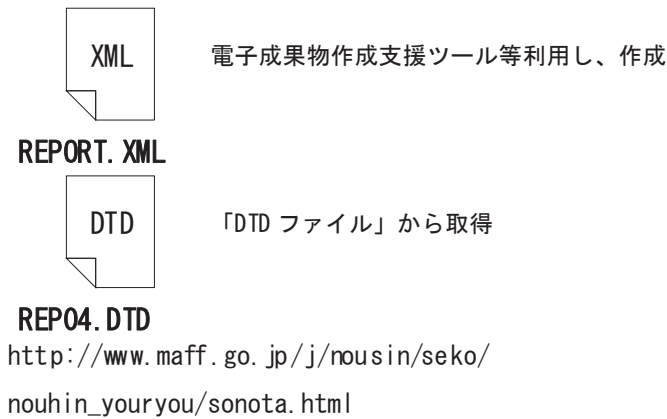 XML
電子成果物作成支援ツール等利用し、作成
REPORT.XML
DTD
「DTD ファイル」から取得
REP04.DTD
http://www.maff.go.jp/j/nousin/seko/
nouhin_youryou/sonota.html